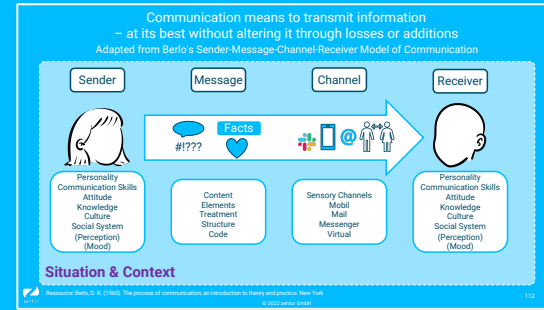 Communication means to transmit information
– at its best without altering it through losses or additions
Adapted from Berlo's Sender-Message-Channel-Receiver Model of Communication
Sender
Message
Channel
Receiver
Facts
#!???
@
Personality
Communication Skills
Attitude
Knowledge
Culture
Social System
(Perception)
(Mood)
Content
Elements
Treatment
Structure
Code
Sensory Channels
Mobil
Mail
Messenger
Virtual
Personality
Communication Skills
Attitude
Knowledge
Culture
Social System
(Perception)
(Mood)
Situation & Context
Resource: Berlo, D. K. (1960). The process of communication; an introduction to theory and practice. New York
© 2022 zenior GmbH
112